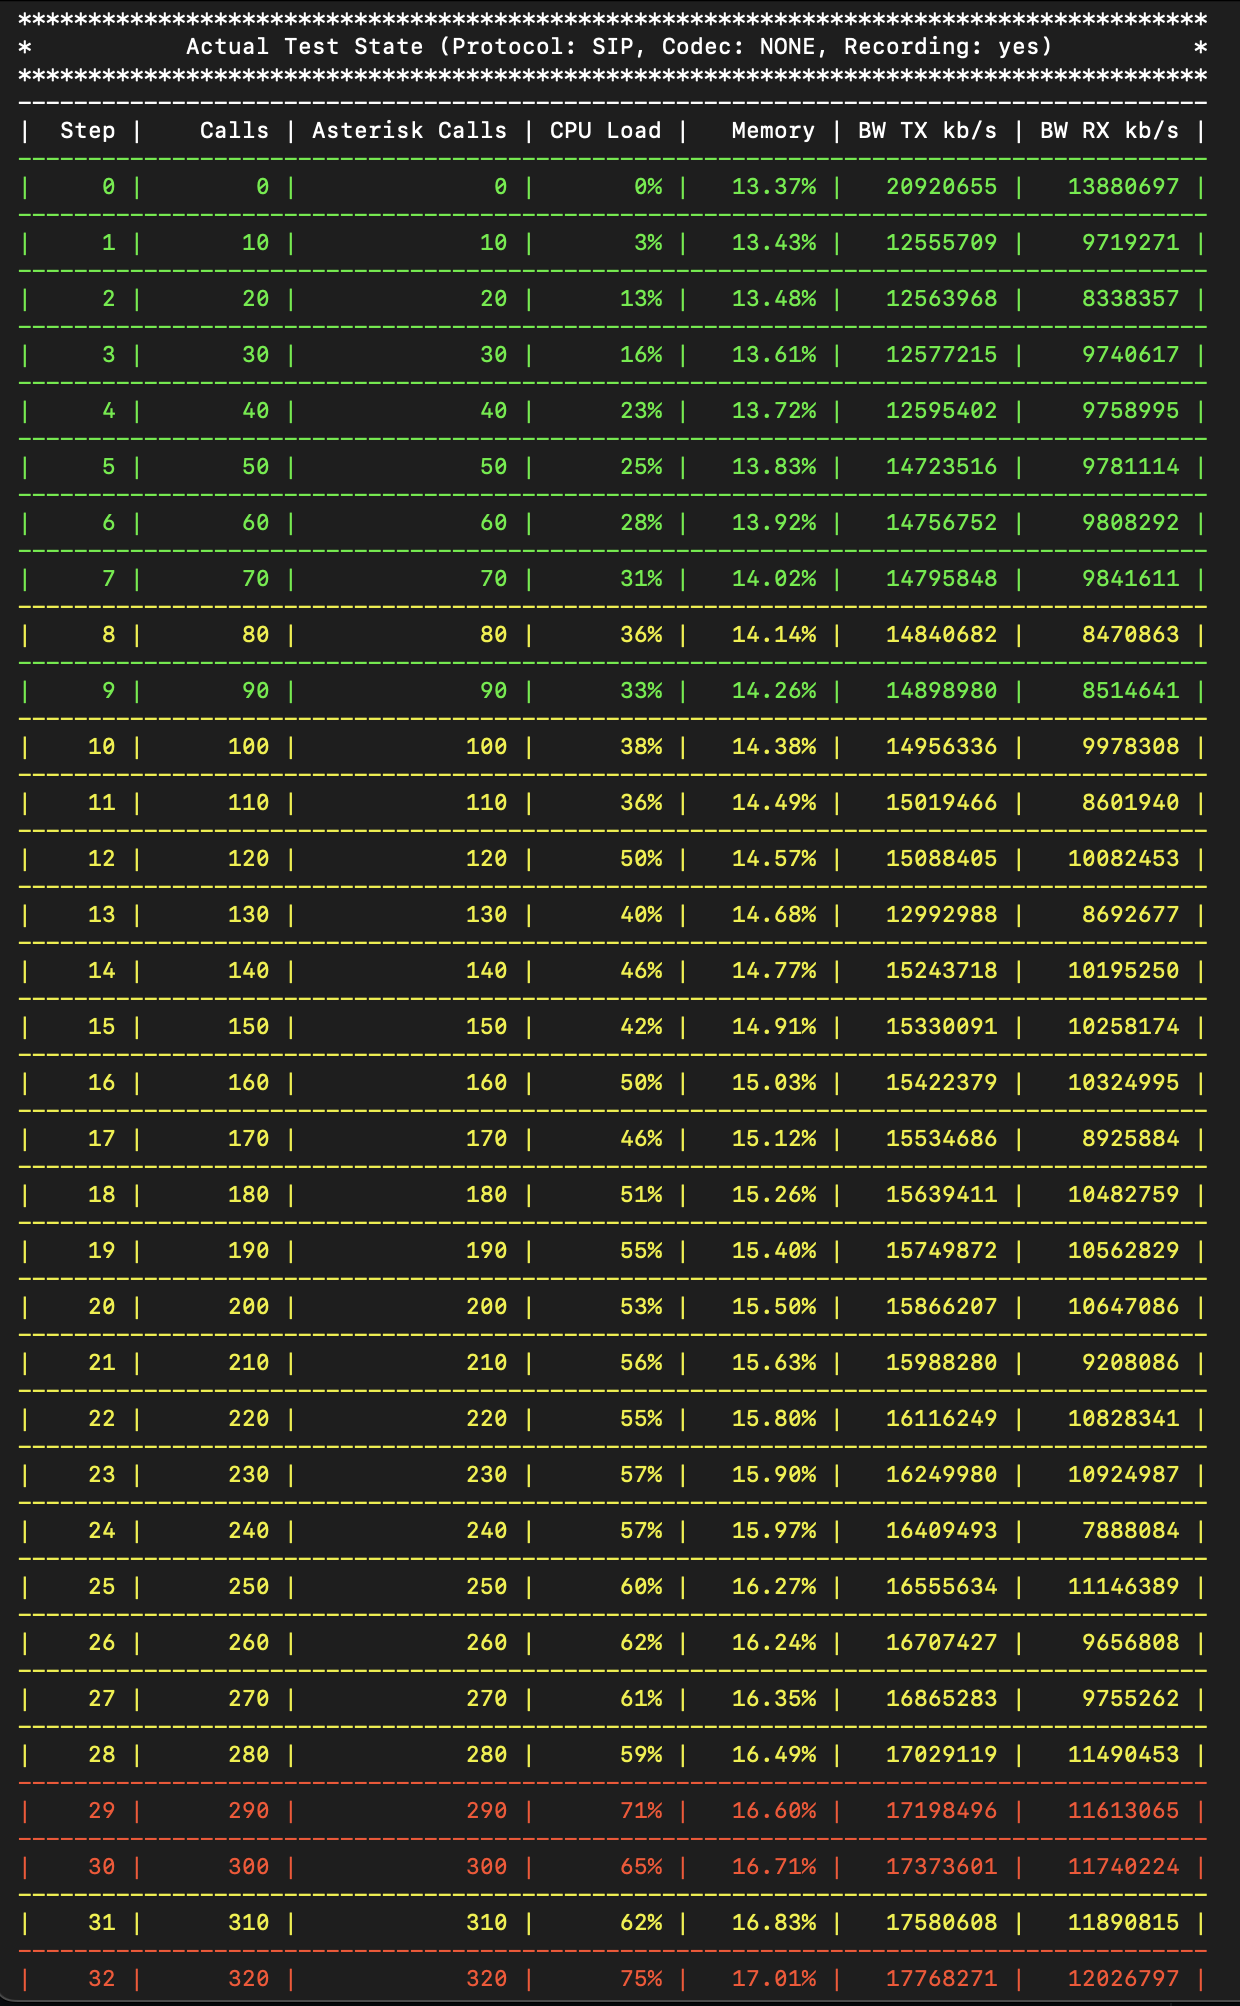 *************************************************************************************
*           Actual Test State (Protocol: SIP, Codec: NONE, Recording: yes)          *
*************************************************************************************
-------------------------------------------------------------------------------------
|  Step |    Calls | Asterisk Calls | CPU Load |   Memory | BW TX kb/s | BW RX kb/s |
-------------------------------------------------------------------------------------
|     0 |        0 |              0 |       0% |   13.37% |   20920655 |   13880697 |
-------------------------------------------------------------------------------------
|     1 |       10 |             10 |       3% |   13.43% |   12555709 |    9719271 |
-------------------------------------------------------------------------------------
|     2 |       20 |             20 |      13% |   13.48% |   12563968 |    8338357 |
-------------------------------------------------------------------------------------
|     3 |       30 |             30 |      16% |   13.61% |   12577215 |    9740617 |
-------------------------------------------------------------------------------------
|     4 |       40 |             40 |      23% |   13.72% |   12595402 |    9758995 |
-------------------------------------------------------------------------------------
|     5 |       50 |             50 |      25% |   13.83% |   14723516 |    9781114 |
-------------------------------------------------------------------------------------
|     6 |       60 |             60 |      28% |   13.92% |   14756752 |    9808292 |
-------------------------------------------------------------------------------------
|     7 |       70 |             70 |      31% |   14.02% |   14795848 |    9841611 |
-------------------------------------------------------------------------------------
|     8 |       80 |             80 |      36% |   14.14% |   14840682 |    8470863 |
-------------------------------------------------------------------------------------
|     9 |       90 |             90 |      33% |   14.26% |   14898980 |    8514641 |
-------------------------------------------------------------------------------------
|    10 |      100 |            100 |      38% |   14.38% |   14956336 |    9978308 |
-------------------------------------------------------------------------------------
|    11 |      110 |            110 |      36% |   14.49% |   15019466 |    8601940 |
-------------------------------------------------------------------------------------
|    12 |      120 |            120 |      50% |   14.57% |   15088405 |   10082453 |
-------------------------------------------------------------------------------------
|    13 |      130 |            130 |      40% |   14.68% |   12992988 |    8692677 |
-------------------------------------------------------------------------------------
|    14 |      140 |            140 |      46% |   14.77% |   15243718 |   10195250 |
-------------------------------------------------------------------------------------
|    15 |      150 |            150 |      42% |   14.91% |   15330091 |   10258174 |
-------------------------------------------------------------------------------------
|    16 |      160 |            160 |      50% |   15.03% |   15422379 |   10324995 |
-------------------------------------------------------------------------------------
|    17 |      170 |            170 |      46% |   15.12% |   15534686 |    8925884 |
-------------------------------------------------------------------------------------
|    18 |      180 |            180 |      51% |   15.26% |   15639411 |   10482759 |
-------------------------------------------------------------------------------------
|    19 |      190 |            190 |      55% |   15.40% |   15749872 |   10562829 |
-------------------------------------------------------------------------------------
|    20 |      200 |            200 |      53% |   15.50% |   15866207 |   10647086 |
-------------------------------------------------------------------------------------
|    21 |      210 |            210 |      56% |   15.63% |   15988280 |    9208086 |
-------------------------------------------------------------------------------------
|    22 |      220 |            220 |      55% |   15.80% |   16116249 |   10828341 |
-------------------------------------------------------------------------------------
|    23 |      230 |            230 |      57% |   15.90% |   16249980 |   10924987 |
-------------------------------------------------------------------------------------
|    24 |      240 |            240 |      57% |   15.97% |   16409493 |    7888084 |
-------------------------------------------------------------------------------------
|    25 |      250 |            250 |      60% |   16.27% |   16555634 |   11146389 |
-------------------------------------------------------------------------------------
|    26 |      260 |            260 |      62% |   16.24% |   16707427 |    9656808 |
-------------------------------------------------------------------------------------
|    27 |      270 |            270 |      61% |   16.35% |   16865283 |    9755262 |
-------------------------------------------------------------------------------------
|    28 |      280 |            280 |      59% |   16.49% |   17029119 |   11490453 |
-------------------------------------------------------------------------------------
|    29 |      290 |            290 |      71% |   16.60% |   17198496 |   11613065 |
-------------------------------------------------------------------------------------
|    30 |      300 |            300 |      65% |   16.71% |   17373601 |   11740224 |
-------------------------------------------------------------------------------------
|    31 |      310 |            310 |      62% |   16.83% |   17580608 |   11890815 |
-------------------------------------------------------------------------------------
|    32 |      320 |            320 |      75% |   17.01% |   17768271 |   12026797 |